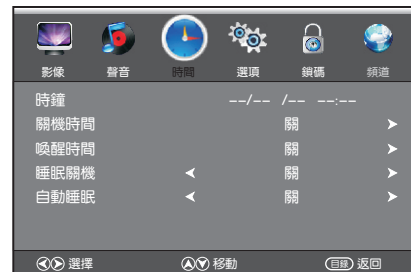 影像 聲音 時間 選項 鎖碼 頻道
時鐘 --/-- /-- --:--
關機時間 關
喚醒時間 關
睡眠關機 關
自動睡眠 關
選擇 移動 目錄 返回